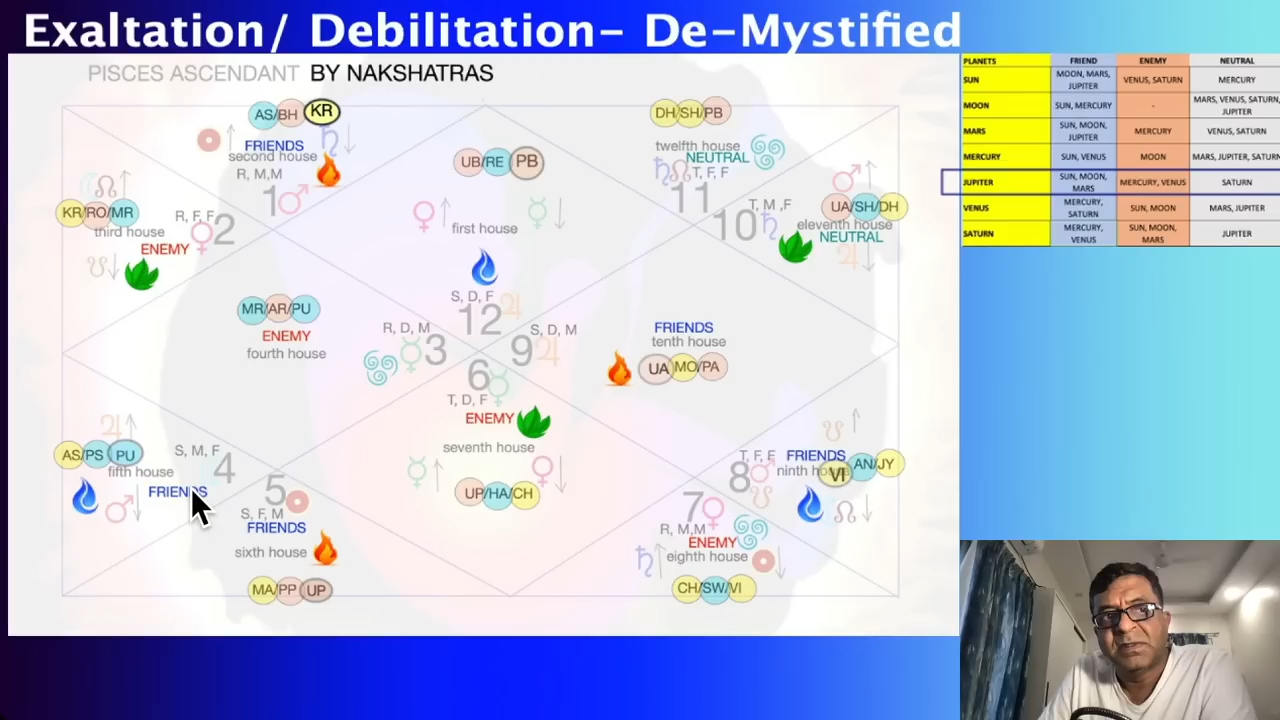 Exaltation/ Debilitation- De-Mystified
PISCES ASCENDANT BY NAKSHATRAS
AS/BH KR
FRIENDS
second house
R, M,M
1
UB/RE PB
first house
S, D, F
12
DH/SH/PB
twelfth house
NEUTRAL
T, F, F
11
KR/RO/MR
third house
R, F, F
2
ENEMY
T, M ,F
10
UA/SH/DH
eleventh house
NEUTRAL
MR/AR/PU
ENEMY
fourth house
R, D, M
3
S, D, M
9
FRIENDS
tenth house
UA MO/PA
6
T, D, F
ENEMY
seventh house
UP/HA/CH
AS/PS PU
fifth house
FRIENDS
S, M, F
4
5
S, F, M
FRIENDS
sixth house
MA/PP UP
T, F, F
8
FRIENDS
ninth house
VI AN/JY
7
R, M,M
ENEMY
eighth house
CH/SW/VI
PLANETS FRIEND ENEMY NEUTRAL
SUN MOON, MARS, JUPITER VENUS, SATURN MERCURY
MOON SUN, MERCURY - MARS, VENUS, SATURN, JUPITER
MARS SUN, MOON, JUPITER MERCURY VENUS, SATURN
MERCURY SUN, VENUS MOON MARS, JUPITER, SATURN
JUPITER SUN, MOON, MARS MERCURY, VENUS SATURN
VENUS MERCURY, SATURN SUN, MOON MARS, JUPITER
SATURN MERCURY, VENUS SUN, MOON, MARS JUPITER